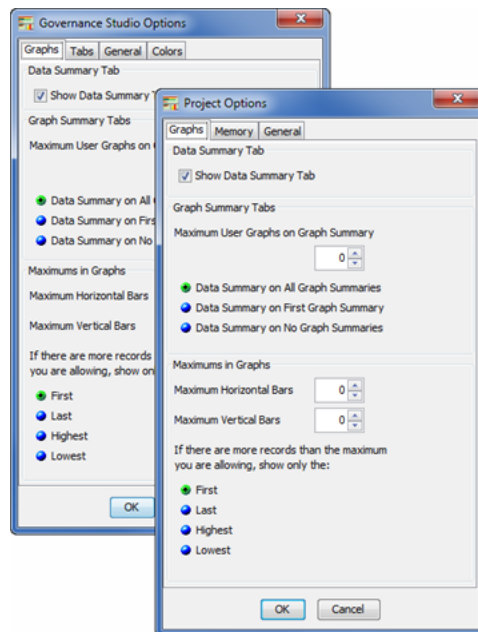 Governance Studio Options
Graphs Tabs General Colors
Data Summary Tab
Show Data Summary
Graph Summary Tabs
Maximum User Graphs on
Data Summary on All
Data Summary on
Data Summary on No
Maximums in Graphs
Maximum Horizontal Bars
Maximum Vertical Bars
If there are more records
you are allowing, show
First
Last
Highest
Lowest
OK
Project Options
Graphs Memory General
Data Summary Tab
Show Data Summary Tab
Graph Summary Tabs
Maximum User Graphs on Graph Summary
0
Data Summary on All Graph Summaries
Data Summary on First Graph Summary
Data Summary on No Graph Summaries
Maximums in Graphs
Maximum Horizontal Bars 0
Maximum Vertical Bars 0
If there are more records than the maximum
you are allowing, show only the:
First
Last
Highest
Lowest
OK Cancel